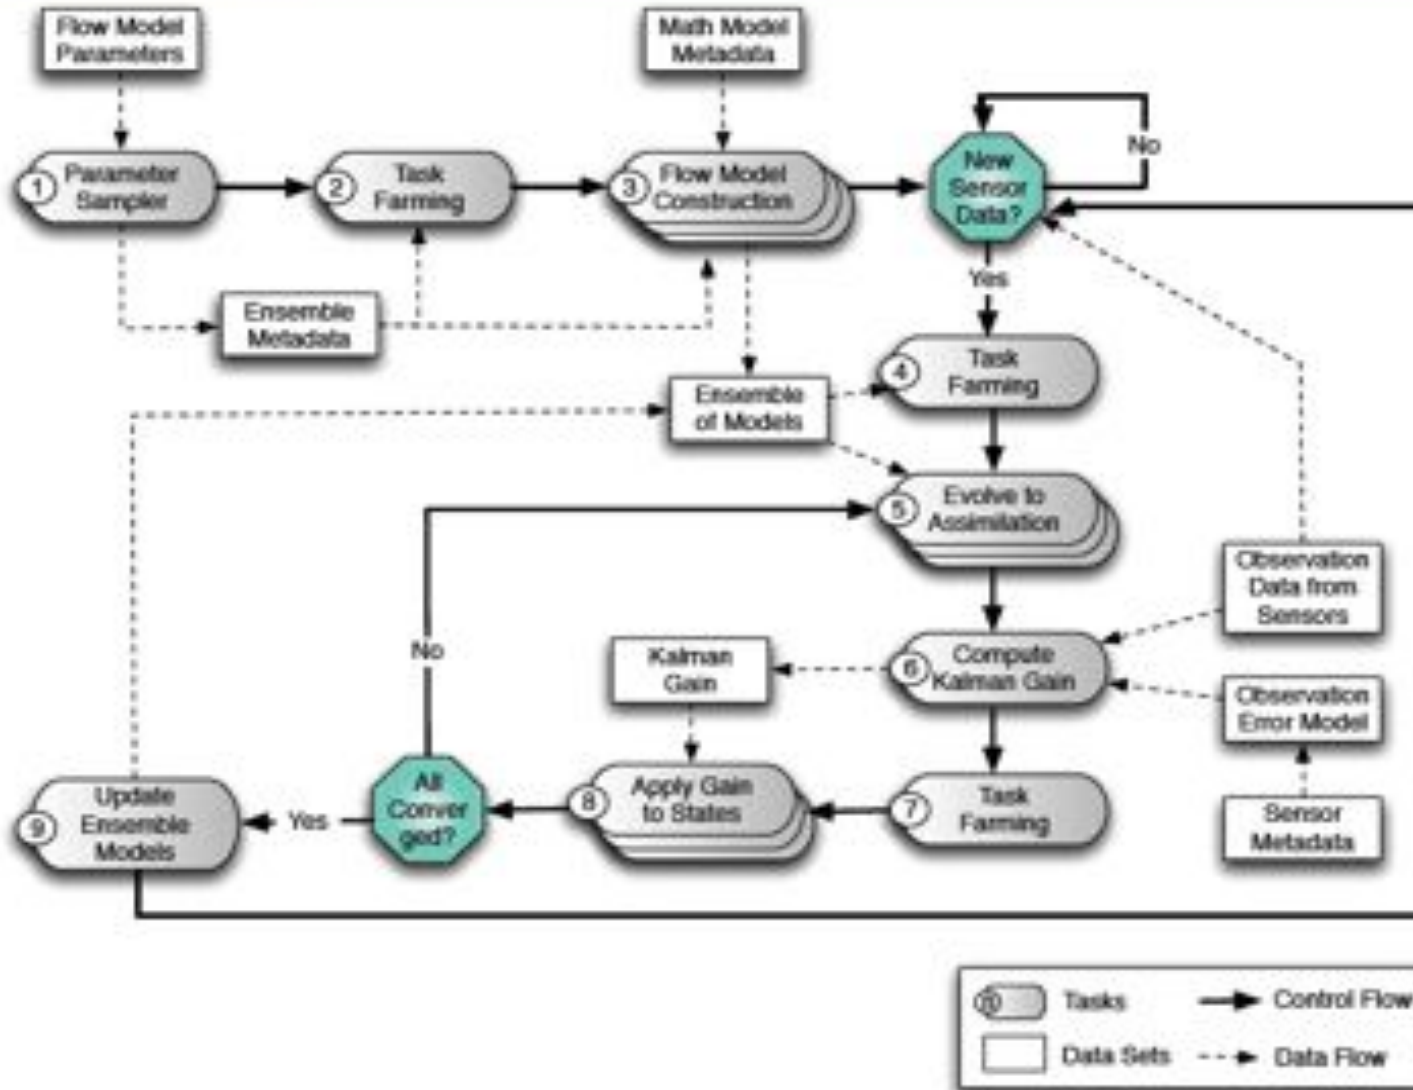 Flow Model
Parameters
Math Model
Metadata
1
Parameter
Sampler
2
Task
Farming
3
Flow Model
Construction
New
Sensor
Data?
No
Yes
Ensemble
Metadata
Ensemble
of Models
4
Task
Farming
5
Evolve to
Assimilation
Observation
Data from
Sensors
No
Kalman
Gain
6
Compute
Kalman Gain
Observation
Error Model
9
Update
Ensemble
Models
Yes
All
Conver
ged?
8
Apply Gain
to States
7
Task
Farming
Sensor
Metadata
Tasks
Control Flow
Data Sets
Data Flow